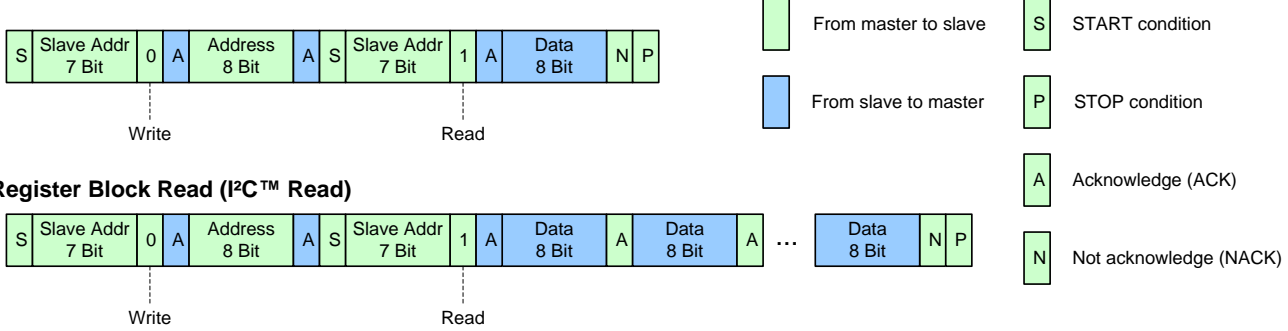 S Slave Addr 7 Bit 0 A Address 8 Bit A S Slave Addr 7 Bit 1 A Data 8 Bit N P
Write Read
Register Block Read (I²C™ Read)
S Slave Addr 7 Bit 0 A Address 8 Bit A S Slave Addr 7 Bit 1 A Data 8 Bit A Data 8 Bit A ... Data 8 Bit N P
Write Read
From master to slave
From slave to master
S START condition
P STOP condition
A Acknowledge (ACK)
N Not acknowledge (NACK)